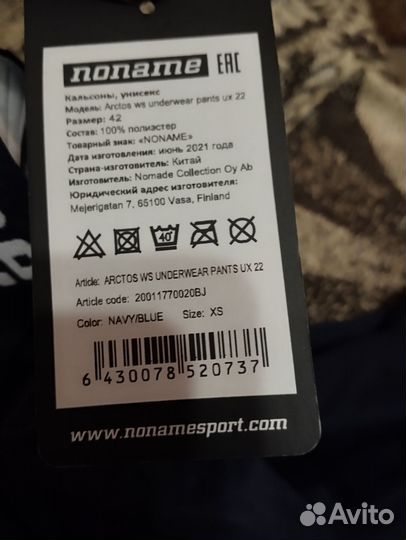 noname EAC
Кальсоны, унисекс
Модель: Arctos ws underwear pants ux 22
Размер: 42
Состав: 100% полиэстер
Товарный знак: «NONAME»
Дата изготовления: июнь 2021 года
Страна-изготовитель: Китай
Изготовитель: Nomade Collection Oy Ab
Юридический адрес изготовителя:
Mejerigatan 7, 65100 Vasa, Finland
40°
Article: ARCTOS WS UNDERWEAR PANTS UX 22
Article code: 20011770020BJ
Color: NAVY/BLUE Size: XS
6 430078 520737
www.nonamesport.com
Avito